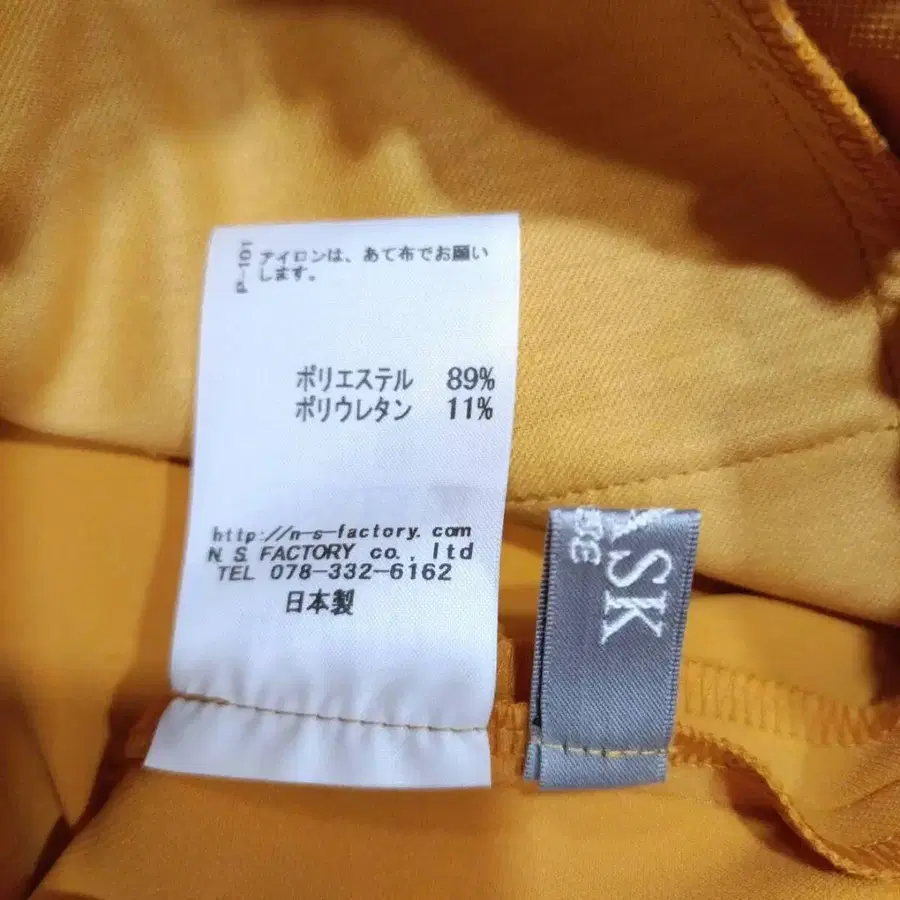 P-101
アイロンは、あて布でお願い
します。
ポリエステル 89%
ポリウレタン 11%
http://n-s-factory.com
N.S.FACTORY co., ltd
TEL 078-332-6162
日本製
ASK